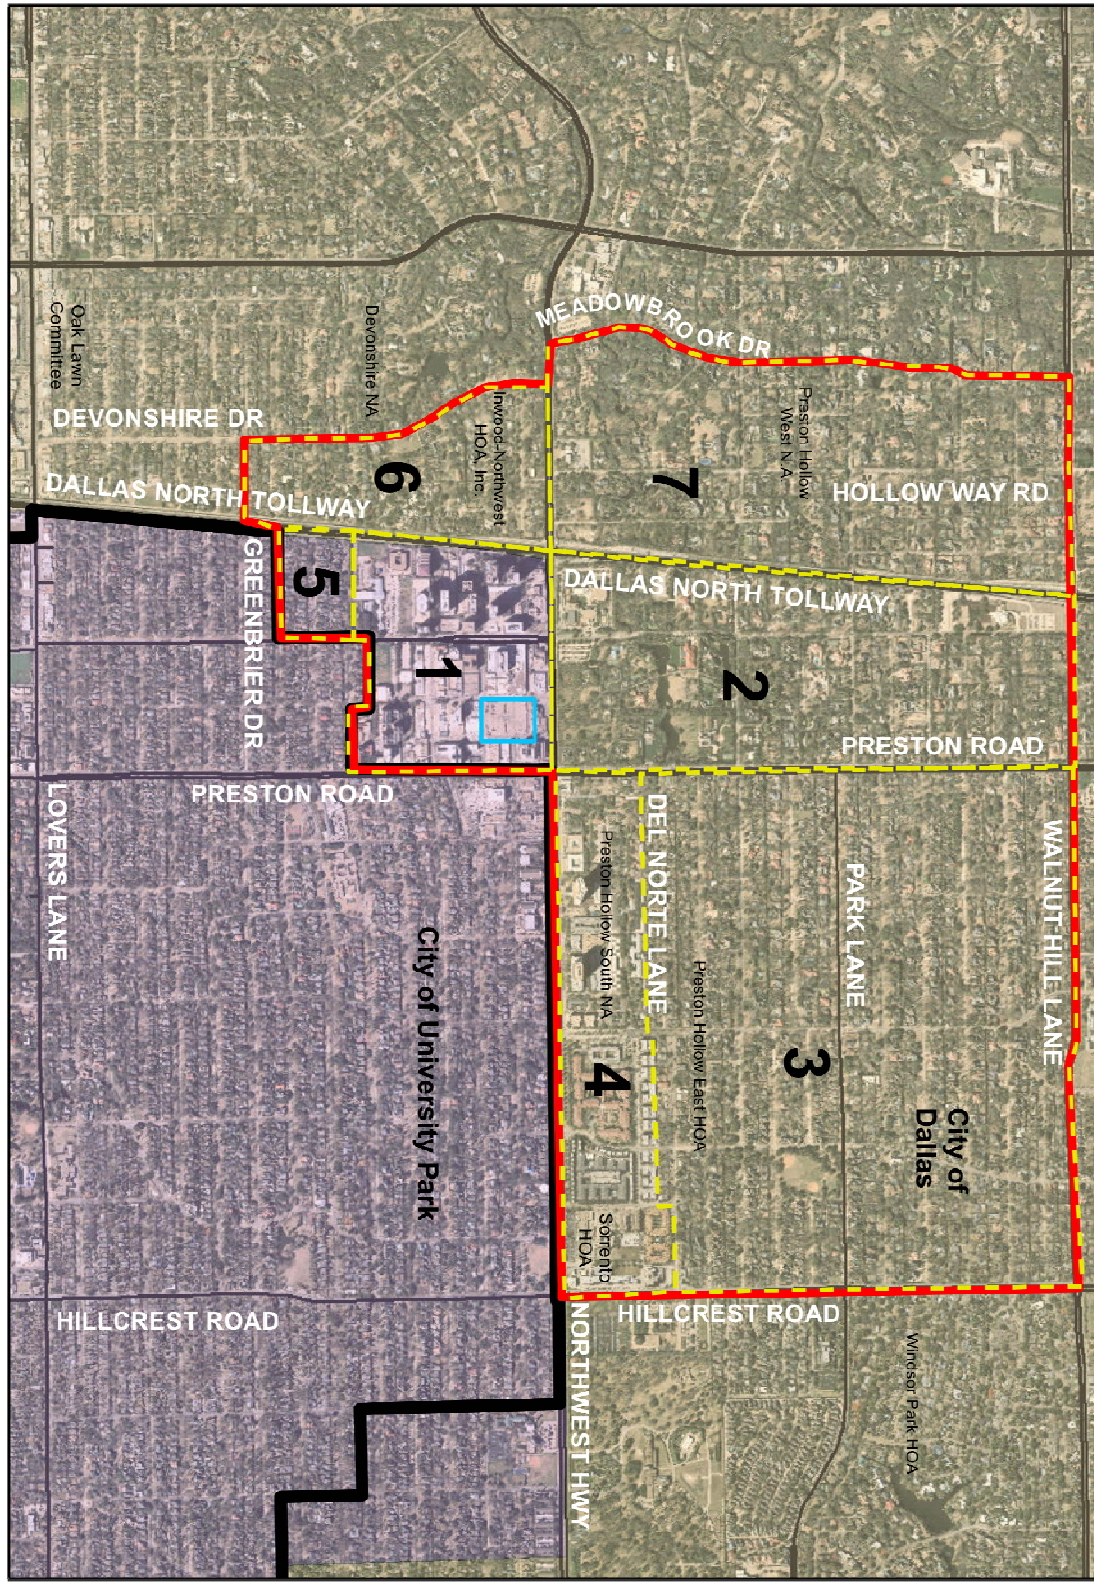 MEADOWBROOK DR
Oak Lawn
Committee
Devonshire NA
Inwood-Northwest
HOA, Inc.
Preston Hollow
West N.A.
DEVONSHIRE DR
6
7
HOLLOW WAY RD
DALLAS NORTH TOLLWAY
GREENBRIER DR
5
DALLAS NORTH TOLLWAY
1
2
PRESTON ROAD
PRESTON ROAD
LOVERS LANE
DEL NORTE LANE
Preston Hollow South NA
PARK LANE
WALNUT HILL LANE
City of University Park
Preston Hollow East HOA
3
4
City of
Dallas
Sorrento
HOA
HILLCREST ROAD
HILLCREST ROAD
NORTHWEST HWY
Windsor Park HOA